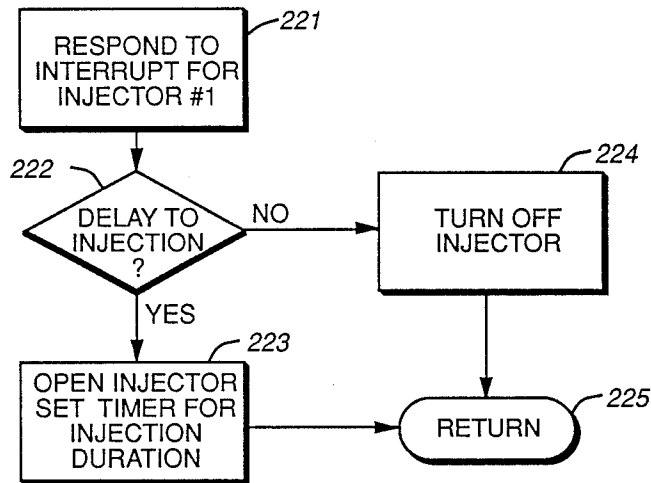 221
RESPOND TO
INTERRUPT FOR
INJECTOR #1
222
DELAY TO
INJECTION
?
NO
YES
224
TURN OFF
INJECTOR
223
OPEN INJECTOR
SET TIMER FOR
INJECTION
DURATION
225
RETURN